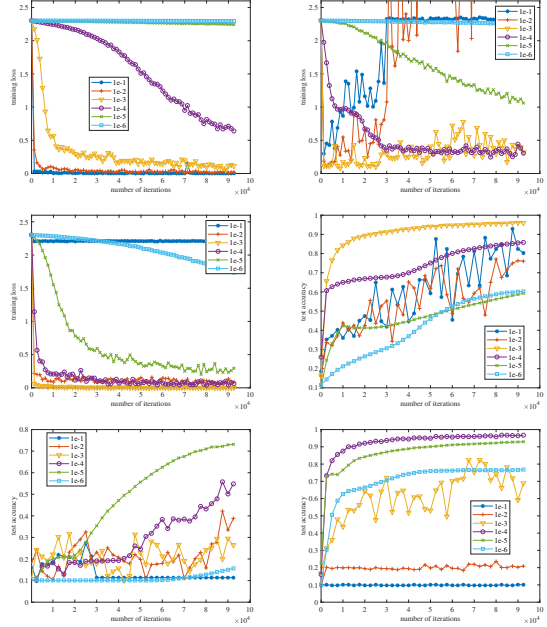 2.5
2
1.5
1
0.5
0
training loss
1e-1
1e-2
1e-3
1e-4
1e-5
1e-6
0 1 2 3 4 5 6 7 8 9 10
number of iterations
×10⁴
2.5
2
1.5
1
0.5
0
training loss
1e-1
1e-2
1e-3
1e-4
1e-5
1e-6
0 1 2 3 4 5 6 7 8 9 10
number of iterations
×10⁴
2.5
2
1.5
1
0.5
0
training loss
1e-1
1e-2
1e-3
1e-4
1e-5
1e-6
0 1 2 3 4 5 6 7 8 9 10
number of iterations
×10⁴
1
0.9
0.8
0.7
0.6
0.5
0.4
0.3
0.2
0.1
test accuracy
1e-1
1e-2
1e-3
1e-4
1e-5
1e-6
0 1 2 3 4 5 6 7 8 9 10
number of iterations
×10⁴
0.8
0.7
0.6
0.5
0.4
0.3
0.2
0.1
0
test accuracy
1e-1
1e-2
1e-3
1e-4
1e-5
1e-6
0 1 2 3 4 5 6 7 8 9 10
number of iterations
×10⁴
1
0.9
0.8
0.7
0.6
0.5
0.4
0.3
0.2
0.1
0
test accuracy
1e-1
1e-2
1e-3
1e-4
1e-5
1e-6
0 1 2 3 4 5 6 7 8 9 10
number of iterations
×10⁴